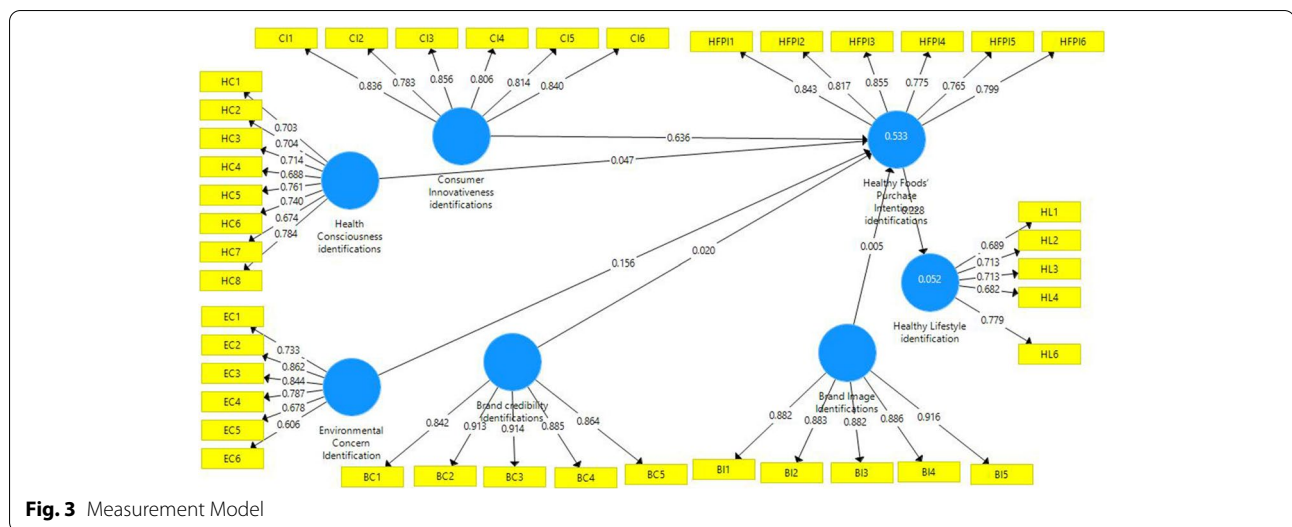 CI1
CI2
CI3
CI4
CI5
CI6
0.836
0.783
0.856
0.806
0.814
0.840
Consumer
Innovativeness
identifications
HFPI1
HFPI2
HFPI3
HFPI4
HFPI5
HFPI6
0.843
0.817
0.855
0.775
0.765
0.799
0.533
Healthy Foods'
Purchase
Intentions
identifications
HC1
HC2
HC3
HC4
HC5
HC6
HC7
HC8
0.703
0.704
0.714
0.688
0.761
0.740
0.674
0.784
Health
Consciousness
identifications
0.636
0.047
0.156
0.020
0.005
0.228
HL1
HL2
HL3
HL4
HL6
0.689
0.713
0.713
0.682
0.779
0.052
Healthy Lifestyle
identification
EC1
EC2
EC3
EC4
EC5
EC6
0.733
0.862
0.844
0.787
0.678
0.606
Environmental
Concern
Identification
Brand credibility
identifications
0.842
0.913
0.914
0.885
0.864
BC1
BC2
BC3
BC4
BC5
Brand Image
Identifications
0.882
0.883
0.882
0.886
0.916
BI1
BI2
BI3
BI4
BI5
Fig. 3 Measurement Model